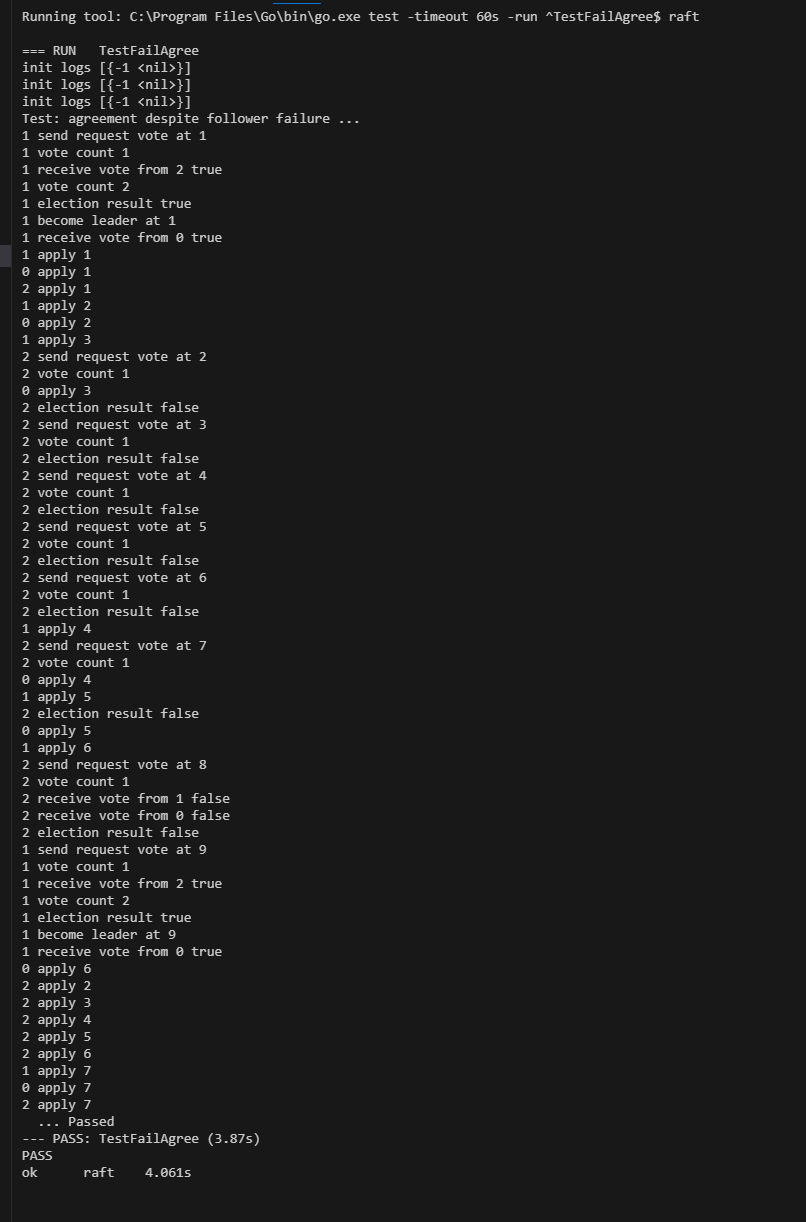 Running tool: C:\Program Files\Go\bin\go.exe test -timeout 60s -run ^TestFailAgree$ raft
=== RUN   TestFailAgree
init logs [{-1 <nil>}]
init logs [{-1 <nil>}]
init logs [{-1 <nil>}]
Test: agreement despite follower failure ...
1 send request vote at 1
1 vote count 1
1 receive vote from 2 true
1 vote count 2
1 election result true
1 become leader at 1
1 receive vote from 0 true
1 apply 1
0 apply 1
2 apply 1
1 apply 2
0 apply 2
1 apply 3
2 send request vote at 2
2 vote count 1
0 apply 3
2 election result false
2 send request vote at 3
2 vote count 1
2 election result false
2 send request vote at 4
2 vote count 1
2 election result false
2 send request vote at 5
2 vote count 1
2 election result false
2 send request vote at 6
2 vote count 1
2 election result false
1 apply 4
2 send request vote at 7
2 vote count 1
0 apply 4
1 apply 5
2 election result false
0 apply 5
1 apply 6
2 send request vote at 8
2 vote count 1
2 receive vote from 1 false
2 receive vote from 0 false
2 election result false
1 send request vote at 9
1 vote count 1
1 receive vote from 2 true
1 vote count 2
1 election result true
1 become leader at 9
1 receive vote from 0 true
0 apply 6
2 apply 2
2 apply 3
2 apply 4
2 apply 5
2 apply 6
1 apply 7
0 apply 7
2 apply 7
  ... Passed
--- PASS: TestFailAgree (3.87s)
PASS
ok      raft    4.061s